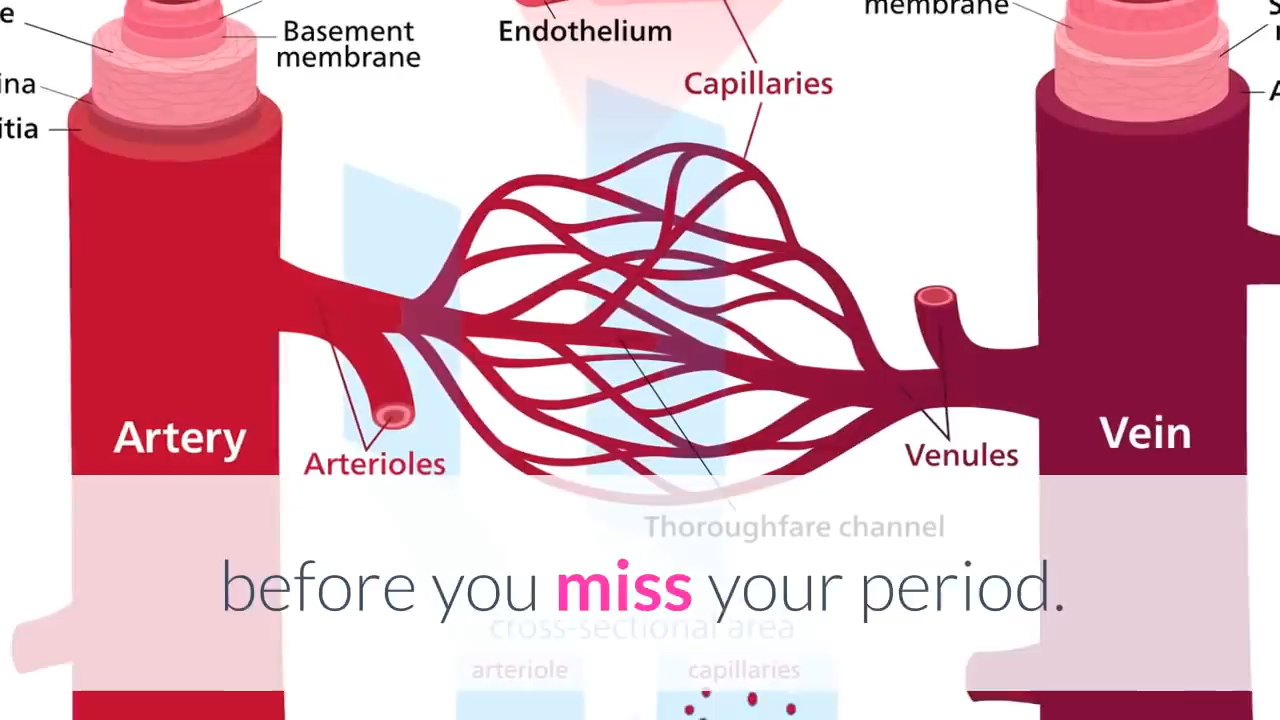 Basement
membrane
Endothelium
membrane
Capillaries
Artery
Arterioles
Venules
Vein
Thoroughfare channel
before you miss your period.
cross-sectional area
arteriole
capillaries